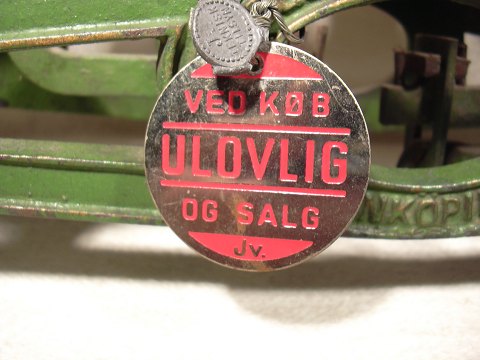 VED KØB
ULOVLIG
OG SALG
Jv.